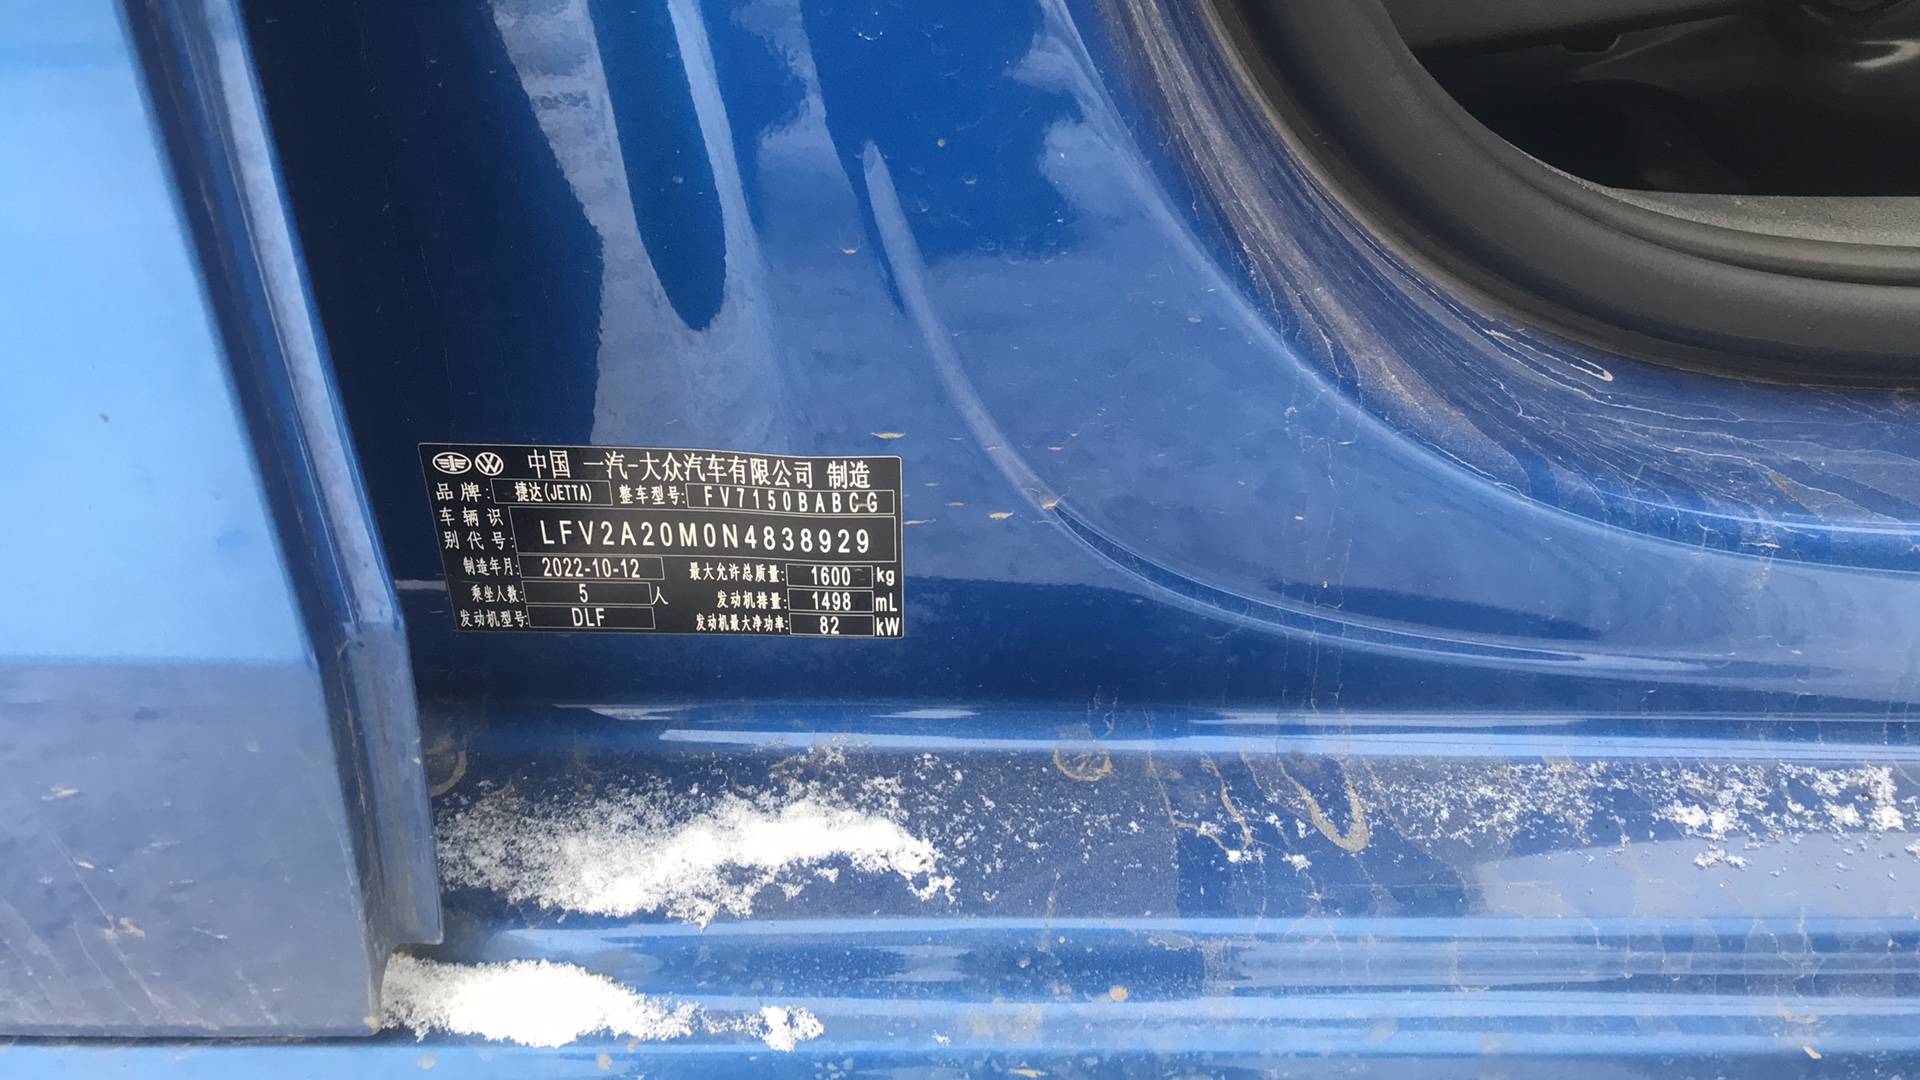 中国 一汽-大众汽车有限公司 制造
品牌: 捷达(JETTA) 整车型号: FV7150BABCG
车辆识别代号: LFV2A20M0N4838929
制造年月: 2022-10-12 最大允许总质量: 1600 kg
乘坐人数: 5 人 发动机排量: 1498 mL
发动机型号: DLF 发动机最大净功率: 82 kW